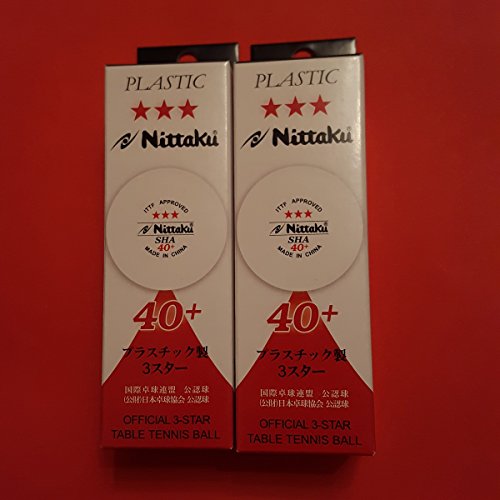 PLASTIC
★★★
Nittaku
ITTF APPROVED
★★★
Nittaku
SHA
40+
MADE IN CHINA
40+
プラスチック製
3スター
国際卓球連盟 公認球
(公財)日本卓球協会 公認球
OFFICIAL 3-STAR
TABLE TENNIS BALL
PLASTIC
★★★
Nittaku
ITTF APPROVED
★★★
Nittaku
SHA
40+
MADE IN CHINA
40+
プラスチック製
3スター
国際卓球連盟 公認球
(公財)日本卓球協会 公認球
OFFICIAL 3-STAR
TABLE TENNIS BALL